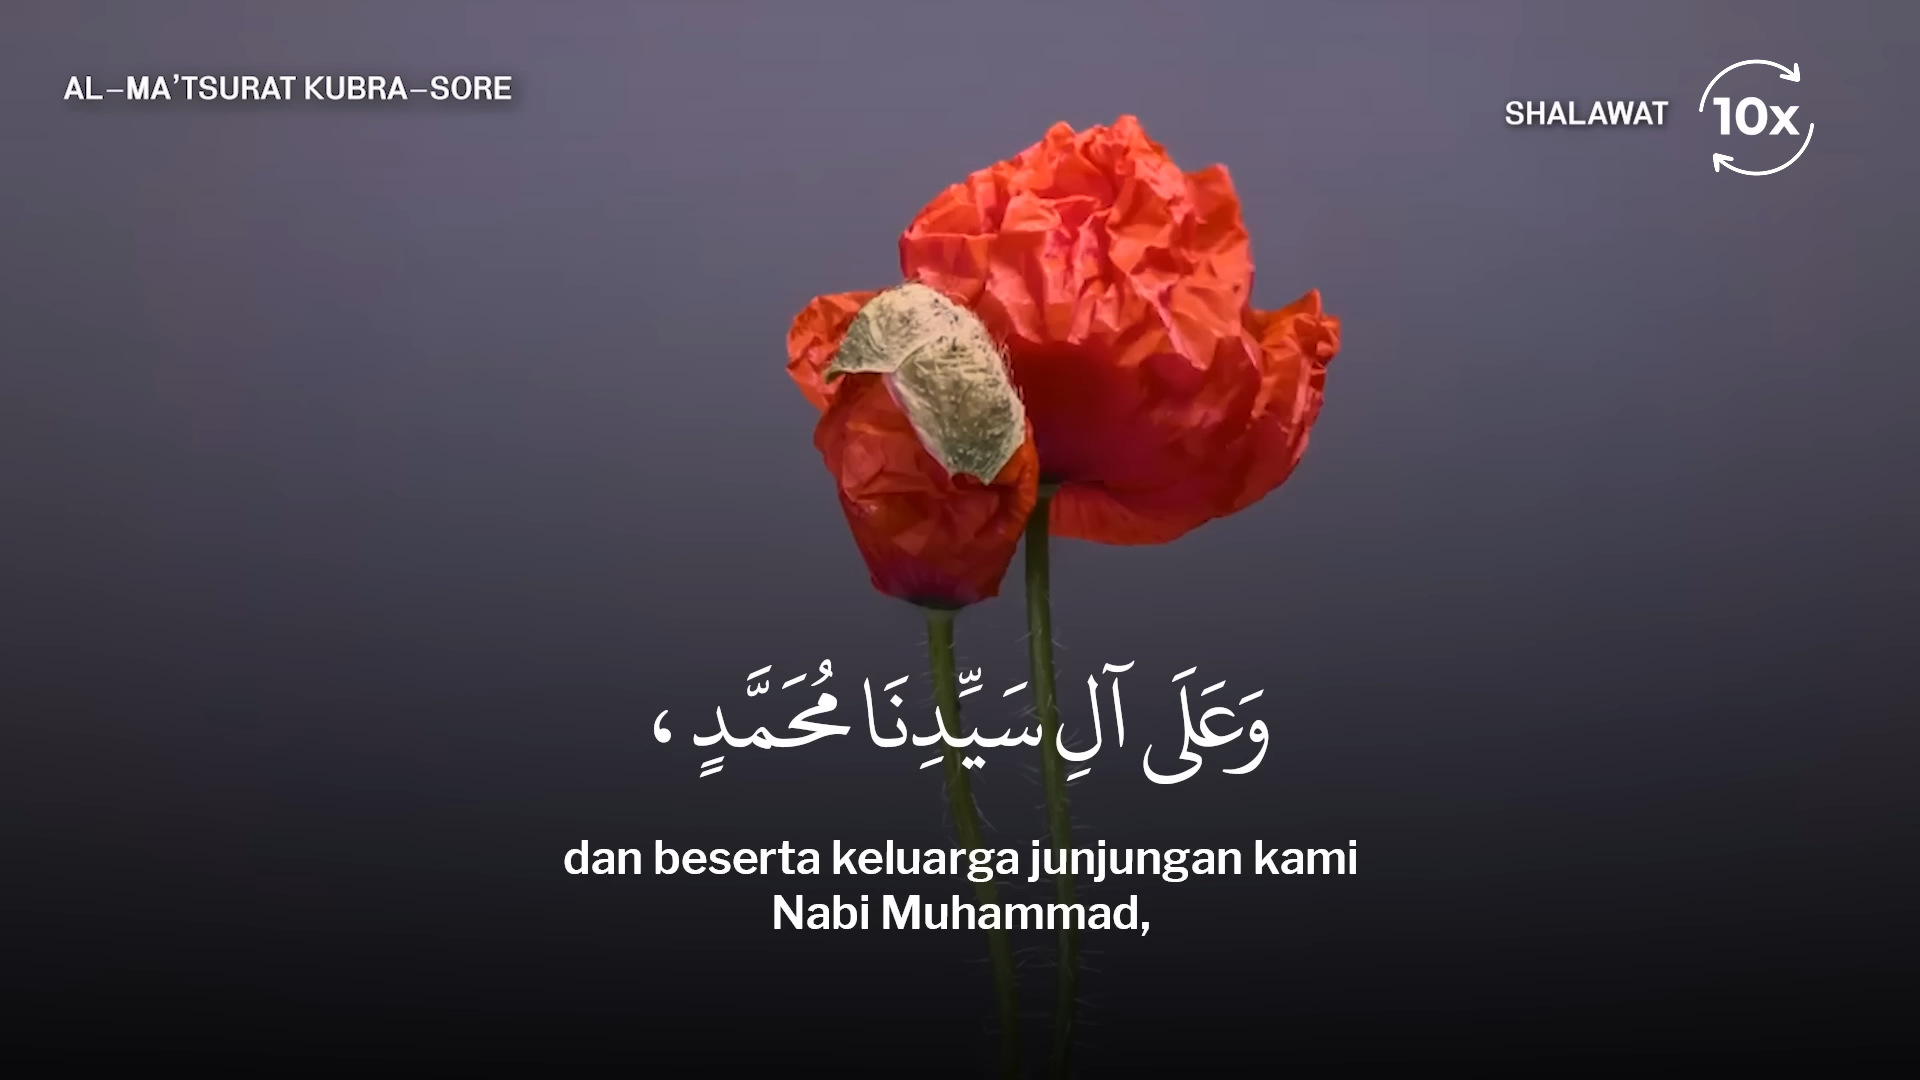 AL–MA’TSURAT KUBRA–SORE
SHALAWAT
10x
وَعَلَى آلِ سَيِّدِنَا مُحَمَّدٍ ،
dan beserta keluarga junjungan kami
Nabi Muhammad,